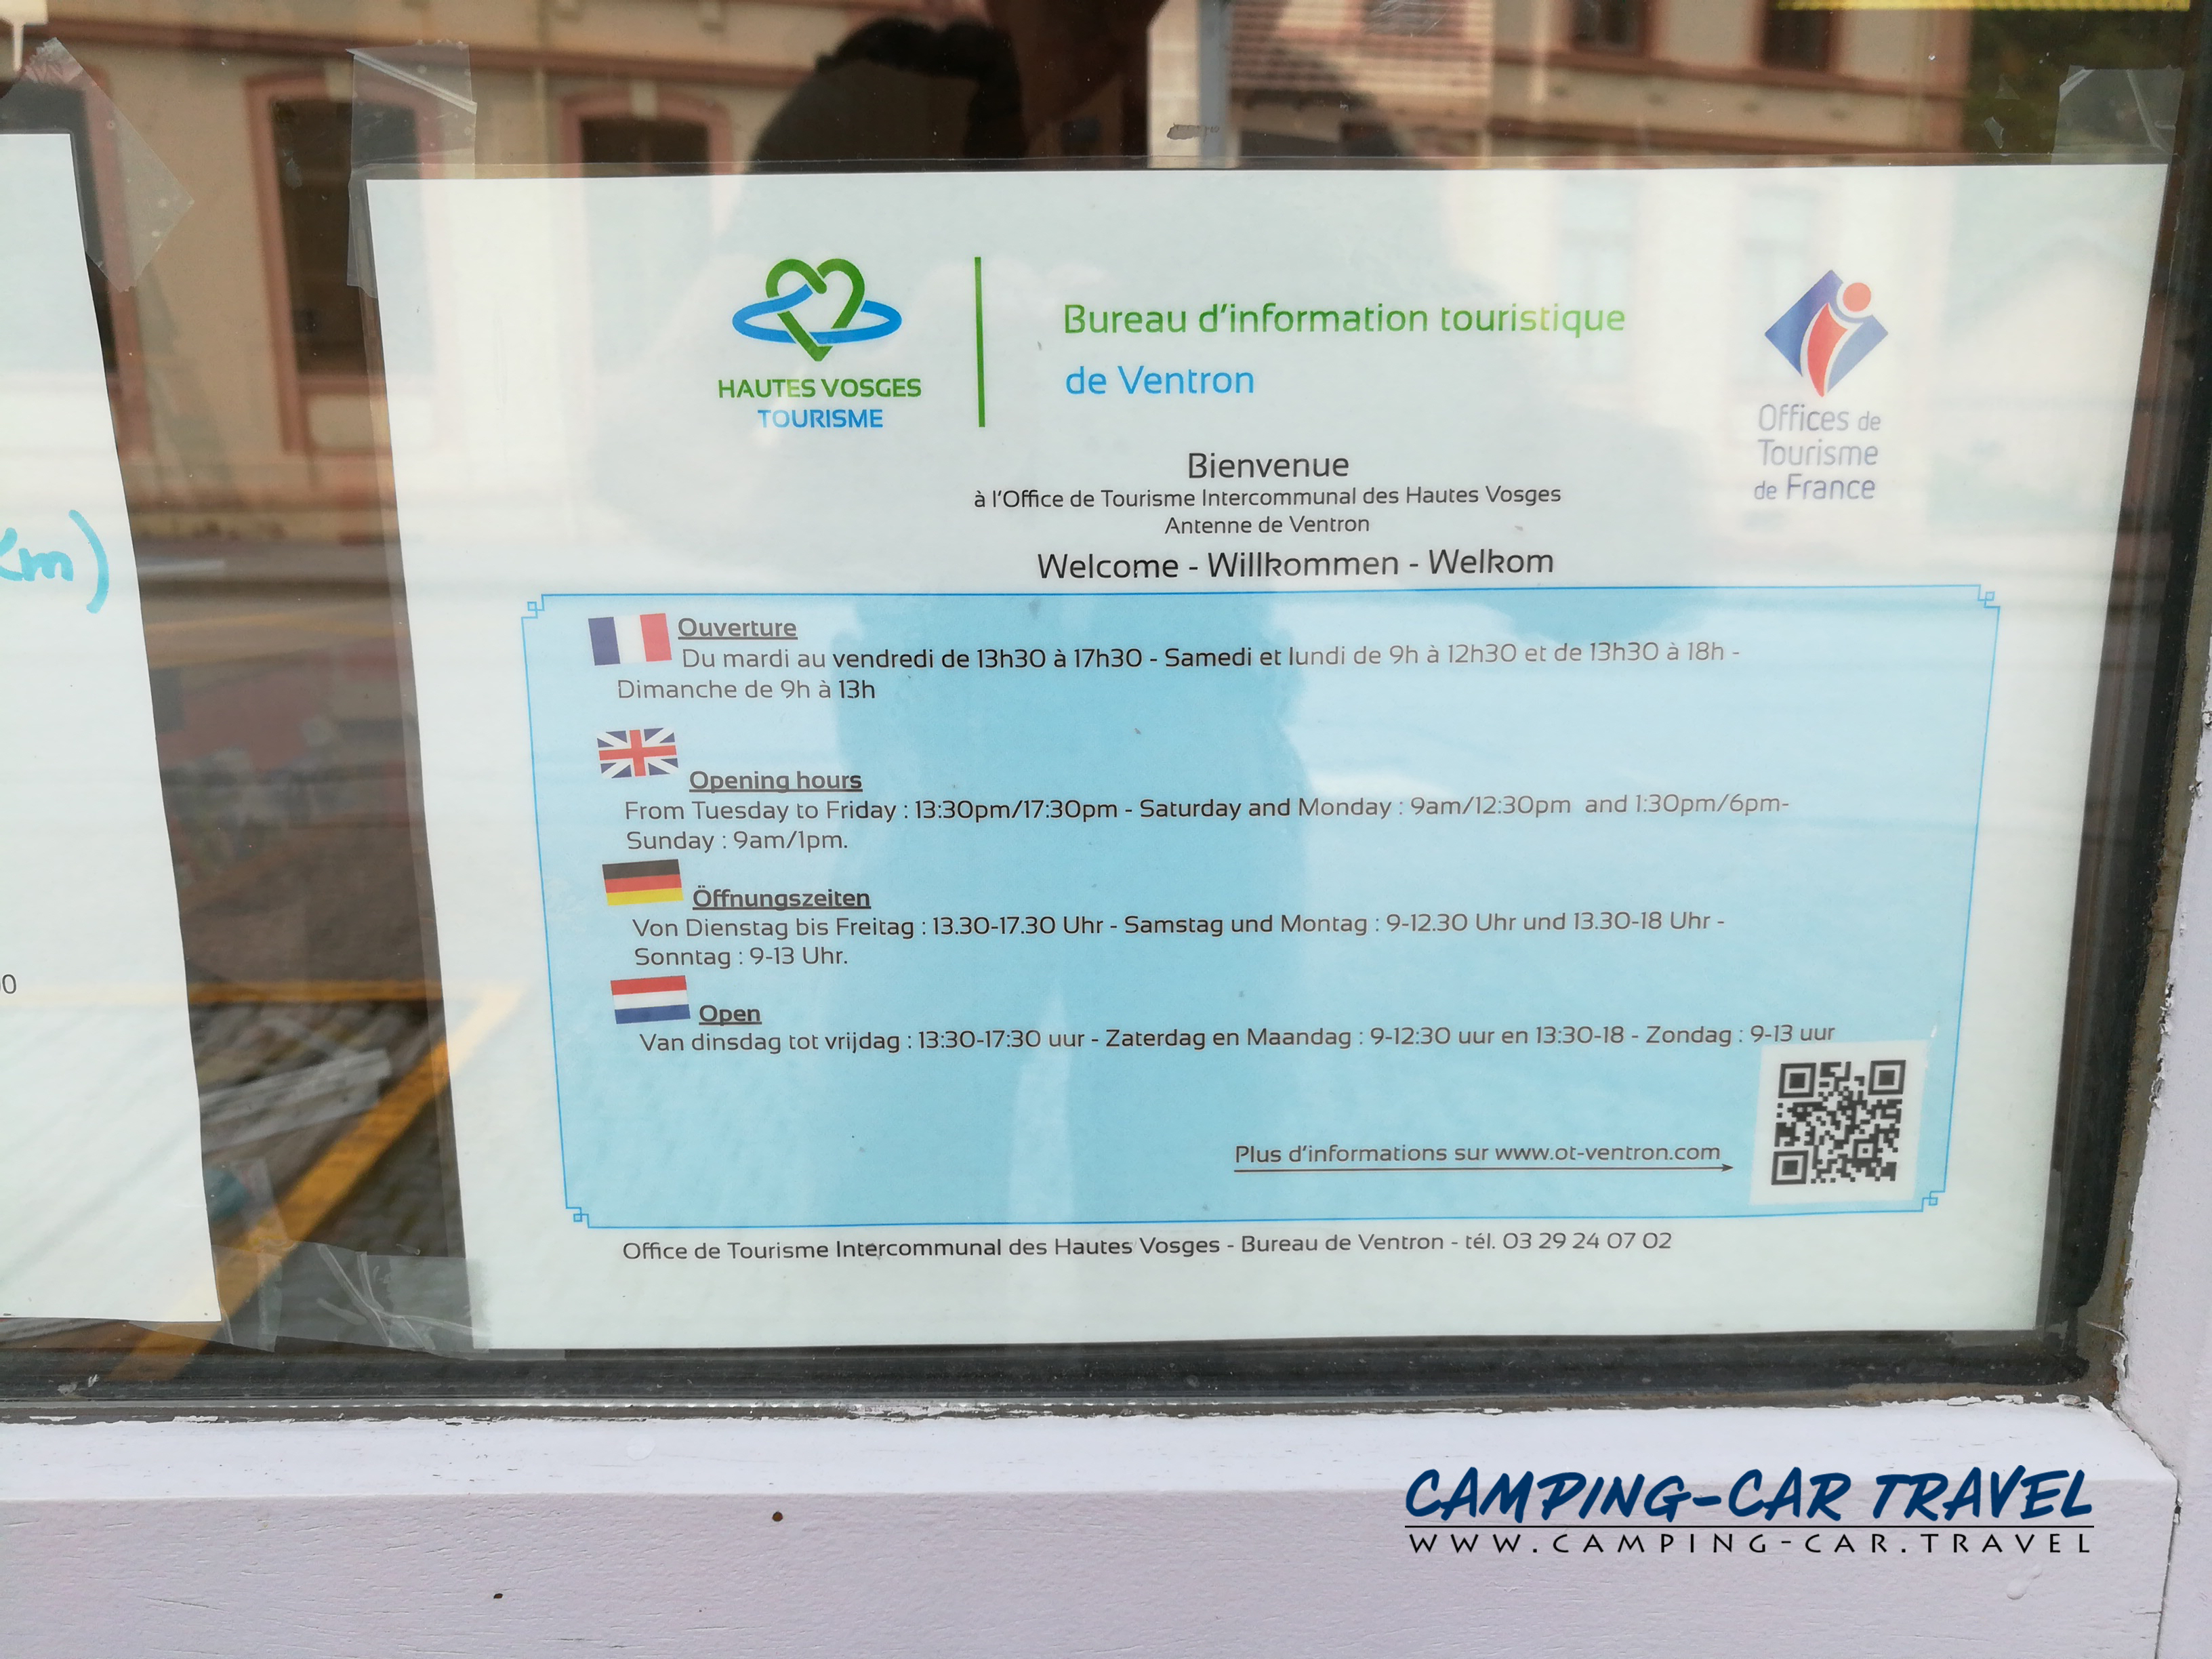 HAUTES VOSGES
TOURISME
Bureau d'information touristique
de Ventron
Offices de
Tourisme
de France
Bienvenue
à l'Office de Tourisme Intercommunal des Hautes Vosges
Antenne de Ventron
Welcome - Willkommen - Welkom
Ouverture
Du mardi au vendredi de 13h30 à 17h30 - Samedi et lundi de 9h à 12h30 et de 13h30 à 18h -
Dimanche de 9h à 13h
Opening hours
From Tuesday to Friday : 13:30pm/17:30pm - Saturday and Monday : 9am/12:30pm and 1:30pm/6pm-
Sunday : 9am/1pm.
Öffnungszeiten
Von Dienstag bis Freitag : 13.30-17.30 Uhr - Samstag und Montag : 9-12.30 Uhr und 13.30-18 Uhr -
Sonntag : 9-13 Uhr.
Open
Van dinsdag tot vrijdag : 13:30-17:30 uur - Zaterdag en Maandag : 9-12:30 uur en 13:30-18 - Zondag : 9-13 uur
Plus d'informations sur www.ot-ventron.com
Office de Tourisme Intercommunal des Hautes Vosges - Bureau de Ventron - tél. 03 29 24 07 02
CAMPING-CAR TRAVEL
WWW.CAMPING-CAR.TRAVEL